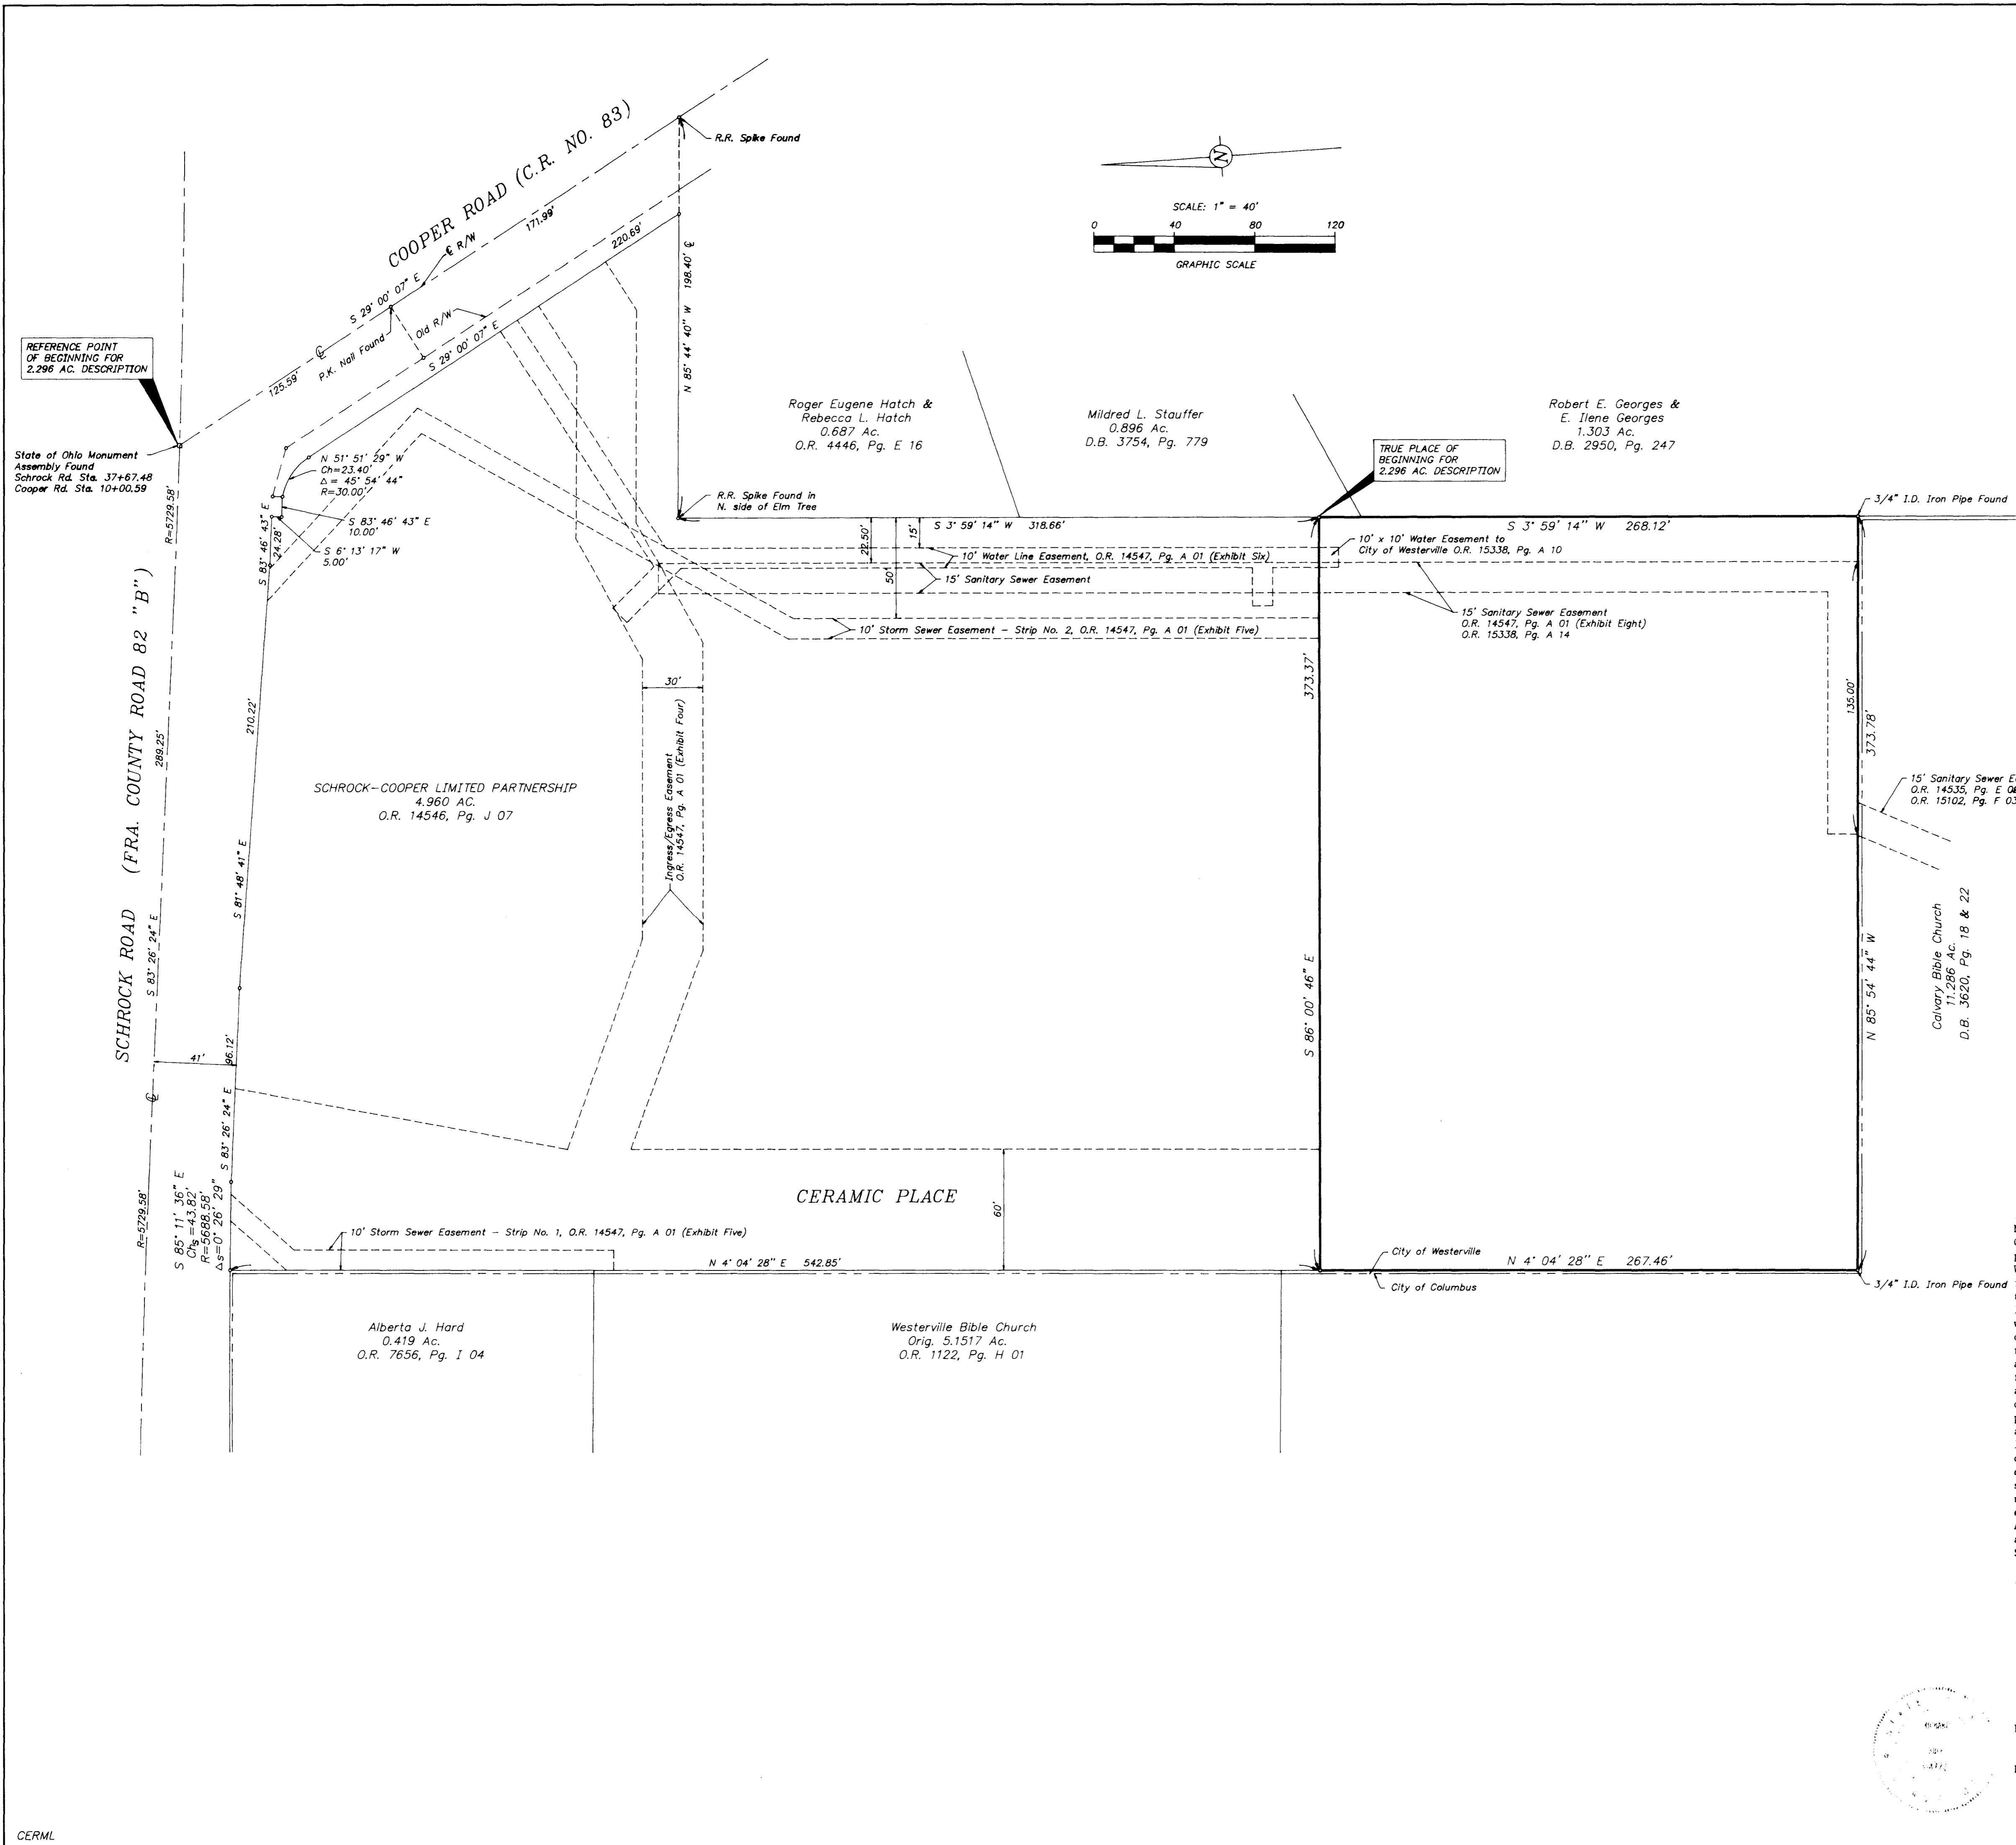 COOPER ROAD (C.R. NO. 83)
R.R. Spike Found
171.99'
℄ R/W
S 29° 00' 07" E
220.69'
Old R/W
P.K. Nail Found
S 29° 00' 07" E
℄
125.59'
N 85° 44' 40" W 198.40' ℄
N
SCALE: 1" = 40'
0 40 80 120
GRAPHIC SCALE
REFERENCE POINT
OF BEGINNING FOR
2.296 AC. DESCRIPTION
State of Ohio Monument
Assembly Found
Schrock Rd. Sta. 37+67.48
Cooper Rd. Sta. 10+00.59
N 51° 51' 29" W
Ch=23.40'
Δ = 45° 54' 44"
R=30.00'
S 83° 46' 43" E
10.00'
S 6° 13' 17" W
5.00'
S 83° 46' 43" E
24.28'
R=5729.58'
Roger Eugene Hatch &
Rebecca L. Hatch
0.687 Ac.
O.R. 4446, Pg. E 16
Mildred L. Stauffer
0.896 Ac.
D.B. 3754, Pg. 779
Robert E. Georges &
E. Ilene Georges
1.303 Ac.
D.B. 2950, Pg. 247
TRUE PLACE OF
BEGINNING FOR
2.296 AC. DESCRIPTION
R.R. Spike Found in
N. side of Elm Tree
S 3° 59' 14" W 318.66'
S 3° 59' 14" W 268.12'
3/4" I.D. Iron Pipe Found
22.50'
15'
50'
10' Water Line Easement, O.R. 14547, Pg. A 01 (Exhibit Six)
15' Sanitary Sewer Easement
10' Storm Sewer Easement - Strip No. 2, O.R. 14547, Pg. A 01 (Exhibit Five)
10' x 10' Water Easement to
City of Westerville O.R. 15338, Pg. A 10
15' Sanitary Sewer Easement
O.R. 14547, Pg. A 01 (Exhibit Eight)
O.R. 15338, Pg. A 14
373.37'
S 86° 00' 46" E
135.00'
373.78'
N 85° 54' 44" W
15' Sanitary Sewer
O.R. 14535, Pg. E
O.R. 15102, Pg. F 03
Calvary Bible Church
11.286 Ac.
D.B. 3620, Pg. 18 & 22
30'
Ingress/Egress Easement
O.R. 14547, Pg. A 01 (Exhibit Four)
SCHROCK-COOPER LIMITED PARTNERSHIP
4.960 AC.
O.R. 14546, Pg. J 07
SCHROCK ROAD (FRA. COUNTY ROAD 82 "B")
289.25'
S 83° 26' 24" E
210.22'
S 81° 48' 41" E
41'
96.12'
℄
S 83° 26' 24" E
R=5729.58'
S 85° 11' 36" E
Chs=43.82'
R=5688.58'
Δs=0° 26' 29"
CERAMIC PLACE
60'
10' Storm Sewer Easement - Strip No. 1, O.R. 14547, Pg. A 01 (Exhibit Five)
N 4° 04' 28" E 542.85'
City of Westerville
N 4° 04' 28" E 267.46'
City of Columbus
3/4" I.D. Iron Pipe Found
Alberta J. Hard
0.419 Ac.
O.R. 7656, Pg. I 04
Westerville Bible Church
Orig. 5.1517 Ac.
O.R. 1122, Pg. H 01
CERML